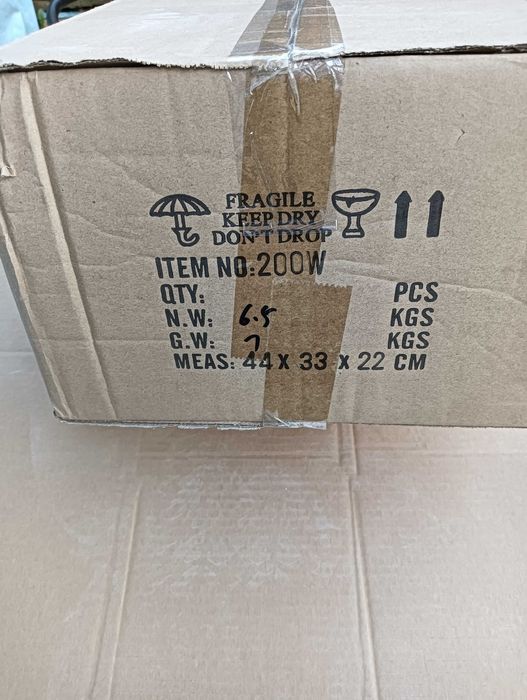 FRAGILE
KEEP DRY
DON'T DROP
ITEM NO:200W
QTY: PCS
N.W: 6.5 KGS
G.W: 7 KGS
MEAS: 44 X 33 X 22 CM